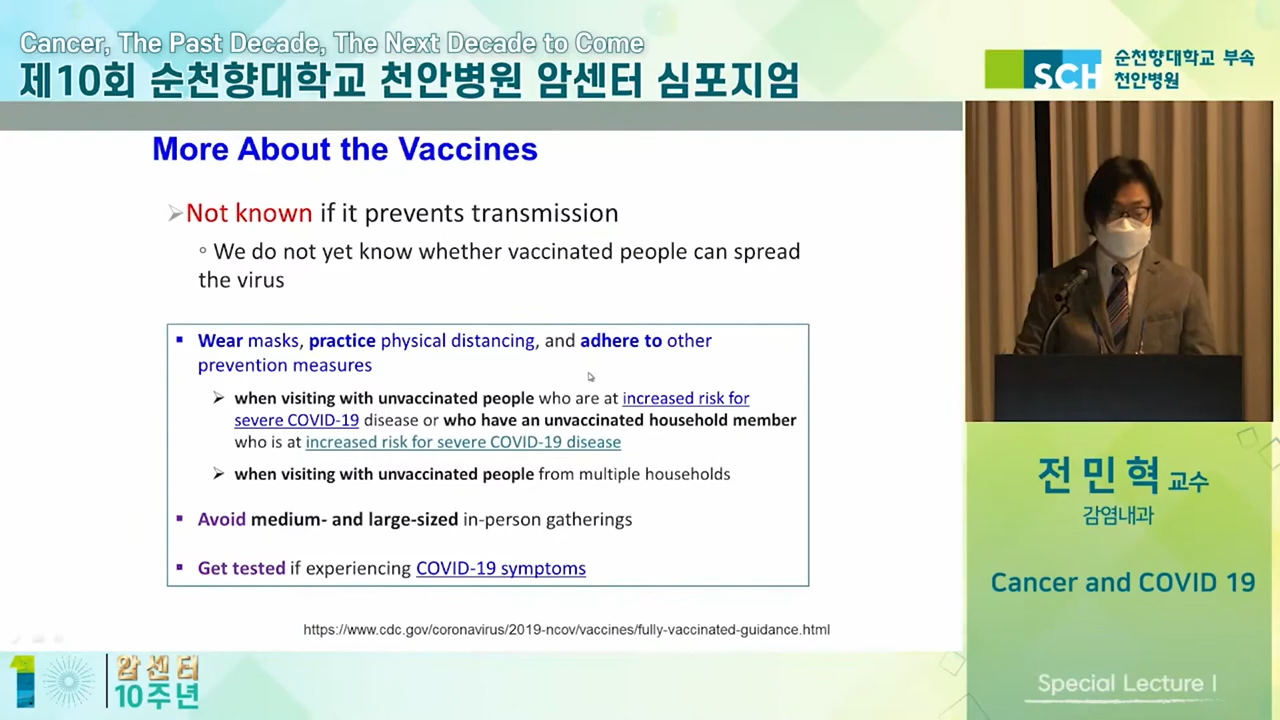 Cancer, The Past Decade, The Next Decade to Come
제10회 순천향대학교 천안병원 암센터 심포지엄
SCH
순천향대학교 부속
천안병원
More About the Vaccines
Not known if it prevents transmission
We do not yet know whether vaccinated people can spread
the virus
Wear masks, practice physical distancing, and adhere to other
prevention measures
when visiting with unvaccinated people who are at increased risk for
severe COVID-19 disease or who have an unvaccinated household member
who is at increased risk for severe COVID-19 disease
when visiting with unvaccinated people from multiple households
Avoid medium- and large-sized in-person gatherings
Get tested if experiencing COVID-19 symptoms
https://www.cdc.gov/coronavirus/2019-ncov/vaccines/fully-vaccinated-guidance.html
전민혁 교수
감염내과
Cancer and COVID 19
Special Lecture I
암센터
10주년